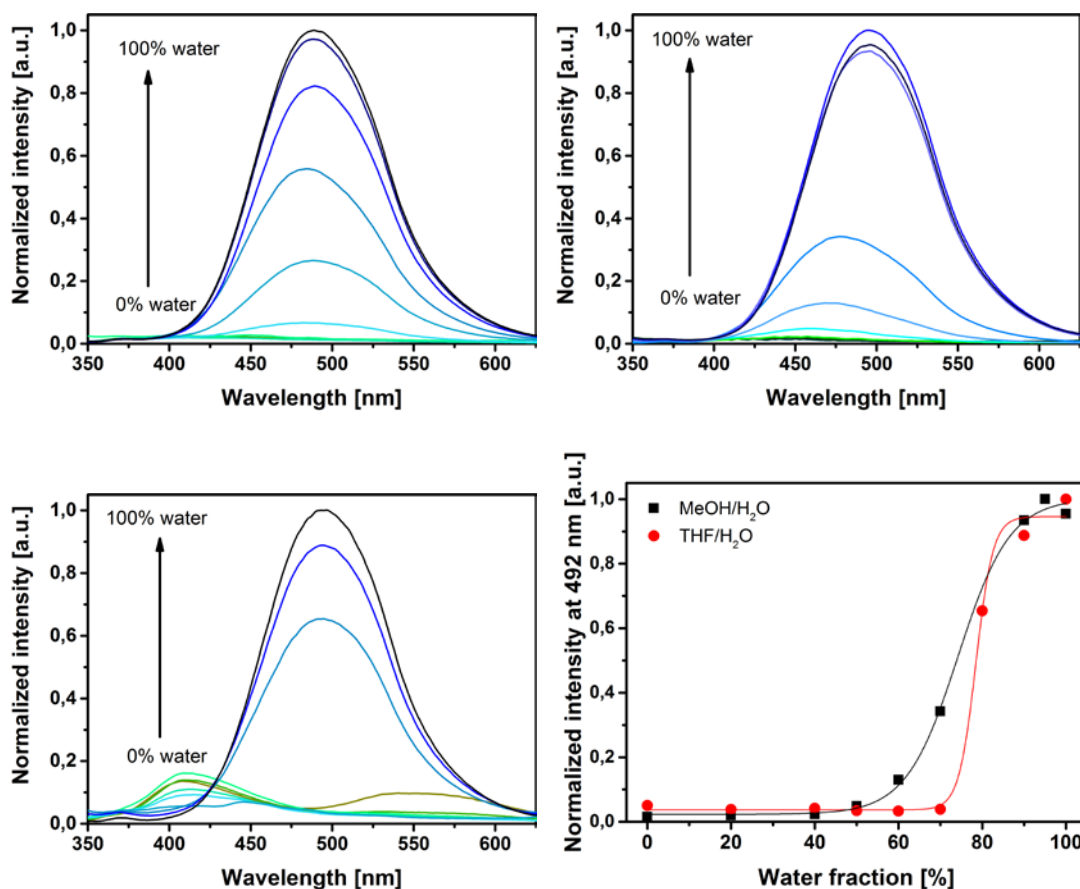 Normalized intensity [a.u.]
1,0
0,8
0,6
0,4
0,2
0,0
100% water
0% water
350 400 450 500 550 600
Wavelength [nm]
Normalized intensity [a.u.]
1,0
0,8
0,6
0,4
0,2
0,0
100% water
0% water
350 400 450 500 550 600
Wavelength [nm]
Normalized intensity [a.u.]
1,0
0,8
0,6
0,4
0,2
0,0
100% water
0% water
350 400 450 500 550 600
Wavelength [nm]
Normalized intensity at 492 nm [a.u.]
1,0
0,8
0,6
0,4
0,2
0,0
MeOH/H₂O
THF/H₂O
0 20 40 60 80 100
Water fraction [%]